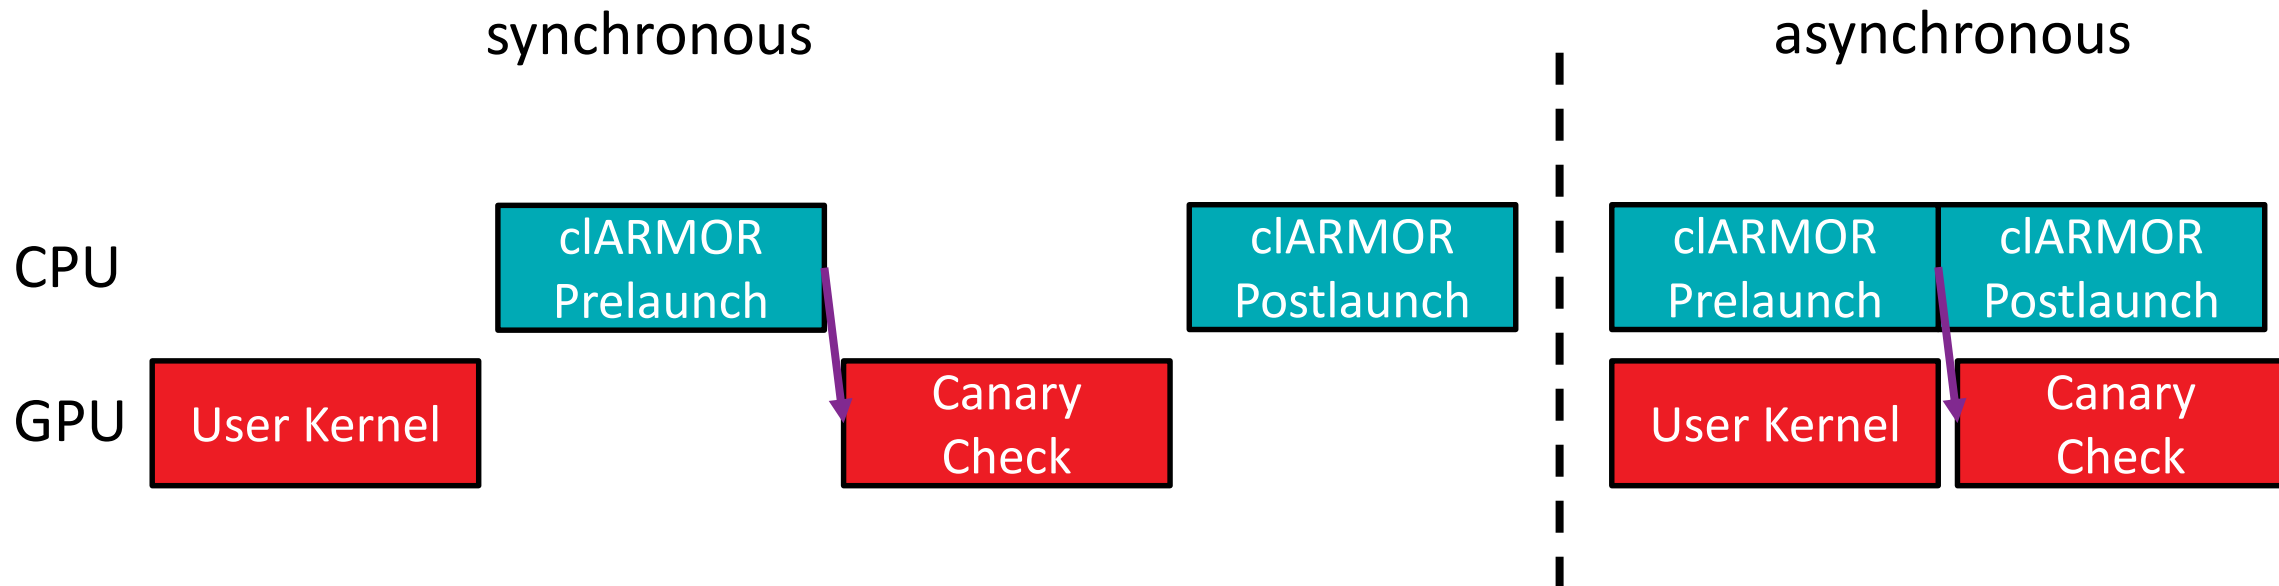 synchronous
asynchronous
CPU
clARMOR
Prelaunch
clARMOR
Postlaunch
clARMOR
Prelaunch
clARMOR
Postlaunch
GPU
User Kernel
Canary
Check
User Kernel
Canary
Check